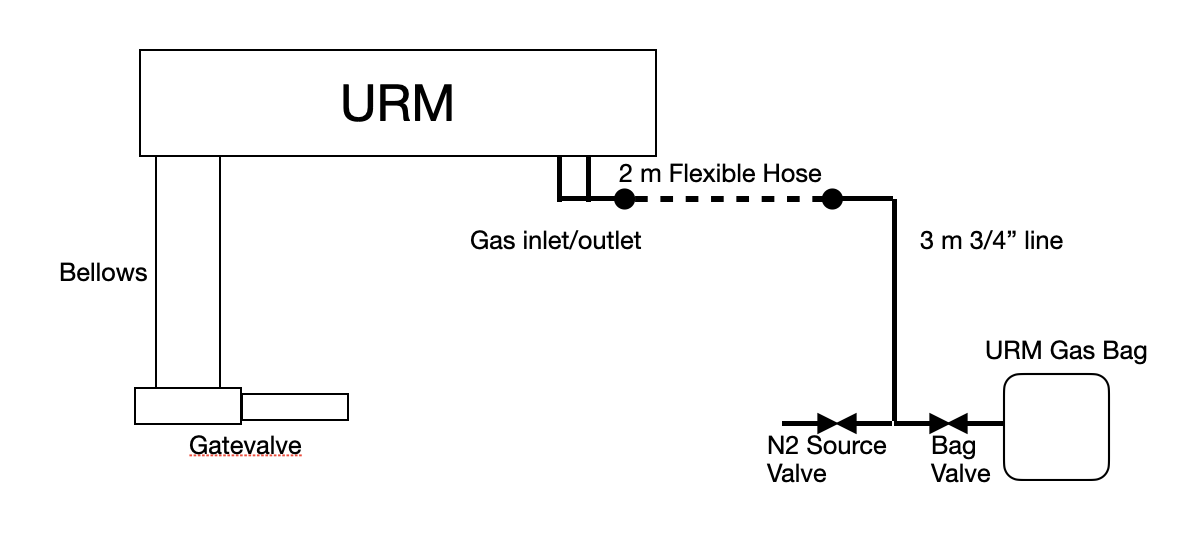 URM
2 m Flexible Hose
Gas inlet/outlet
3 m 3/4” line
Bellows
URM Gas Bag
Gatevalve
N2 Source
Valve
Bag
Valve